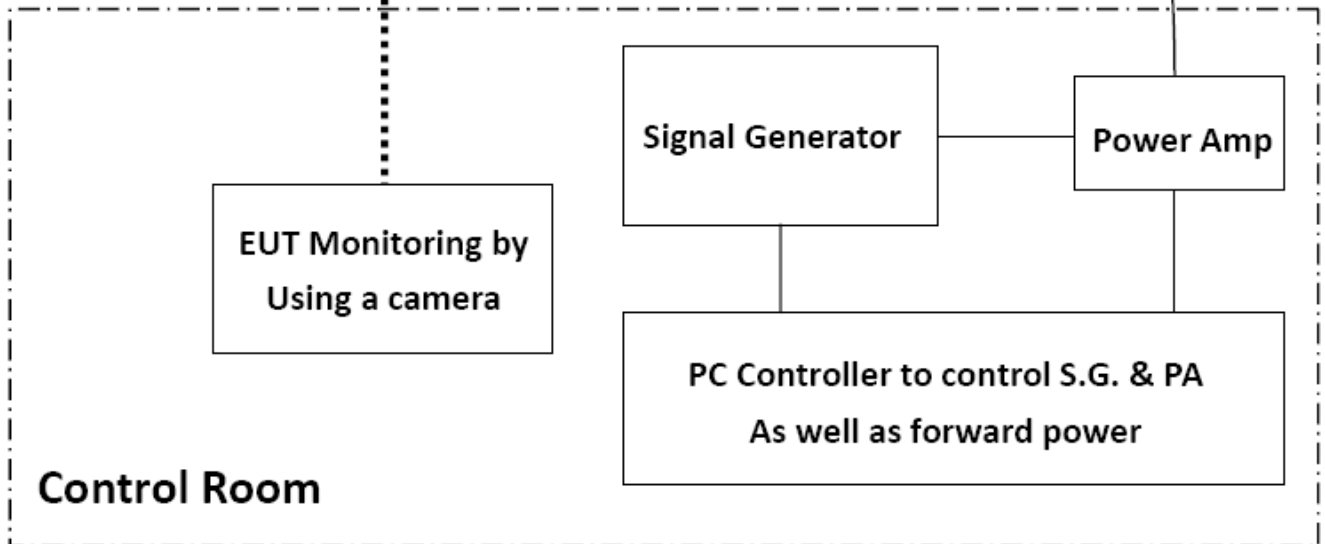 Signal Generator
Power Amp
EUT Monitoring by
Using a camera
PC Controller to control S.G. & PA
As well as forward power
Control Room